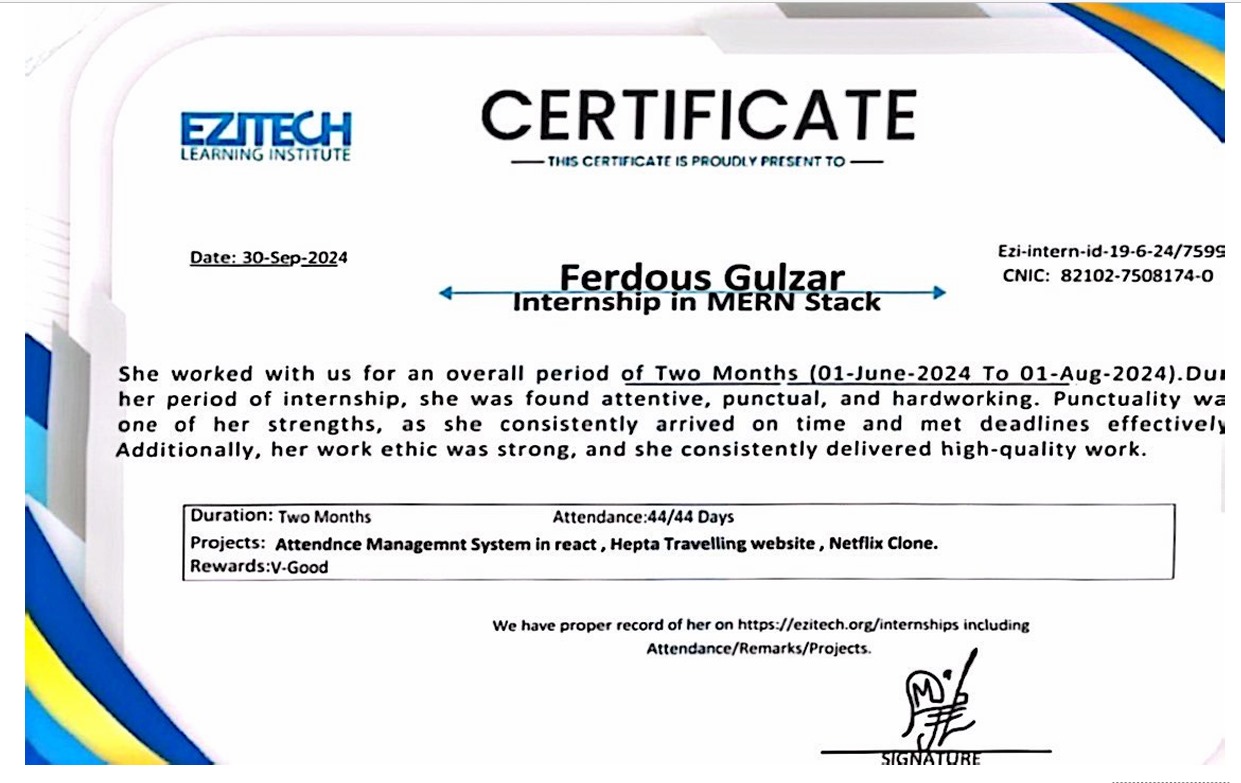 EZITECH
LEARNING INSTITUTE
CERTIFICATE
THIS CERTIFICATE IS PROUDLY PRESENT TO
Date: 30-Sep-2024
Ezi-intern-id-19-6-24/7599
CNIC: 82102-7508174-0
Ferdous Gulzar
Internship in MERN Stack
She worked with us for an overall period of Two Months (01-June-2024 To 01-Aug-2024).Dur
her period of internship, she was found attentive, punctual, and hardworking. Punctuality wa
one of her strengths, as she consistently arrived on time and met deadlines effectively
Additionally, her work ethic was strong, and she consistently delivered high-quality work.
Duration: Two Months Attendance:44/44 Days
Projects: Attendnce Managemnt System in react , Hepta Travelling website , Netflix Clone.
Rewards:V-Good
We have proper record of her on https://ezitech.org/internships including
Attendance/Remarks/Projects.
SIGNATURE